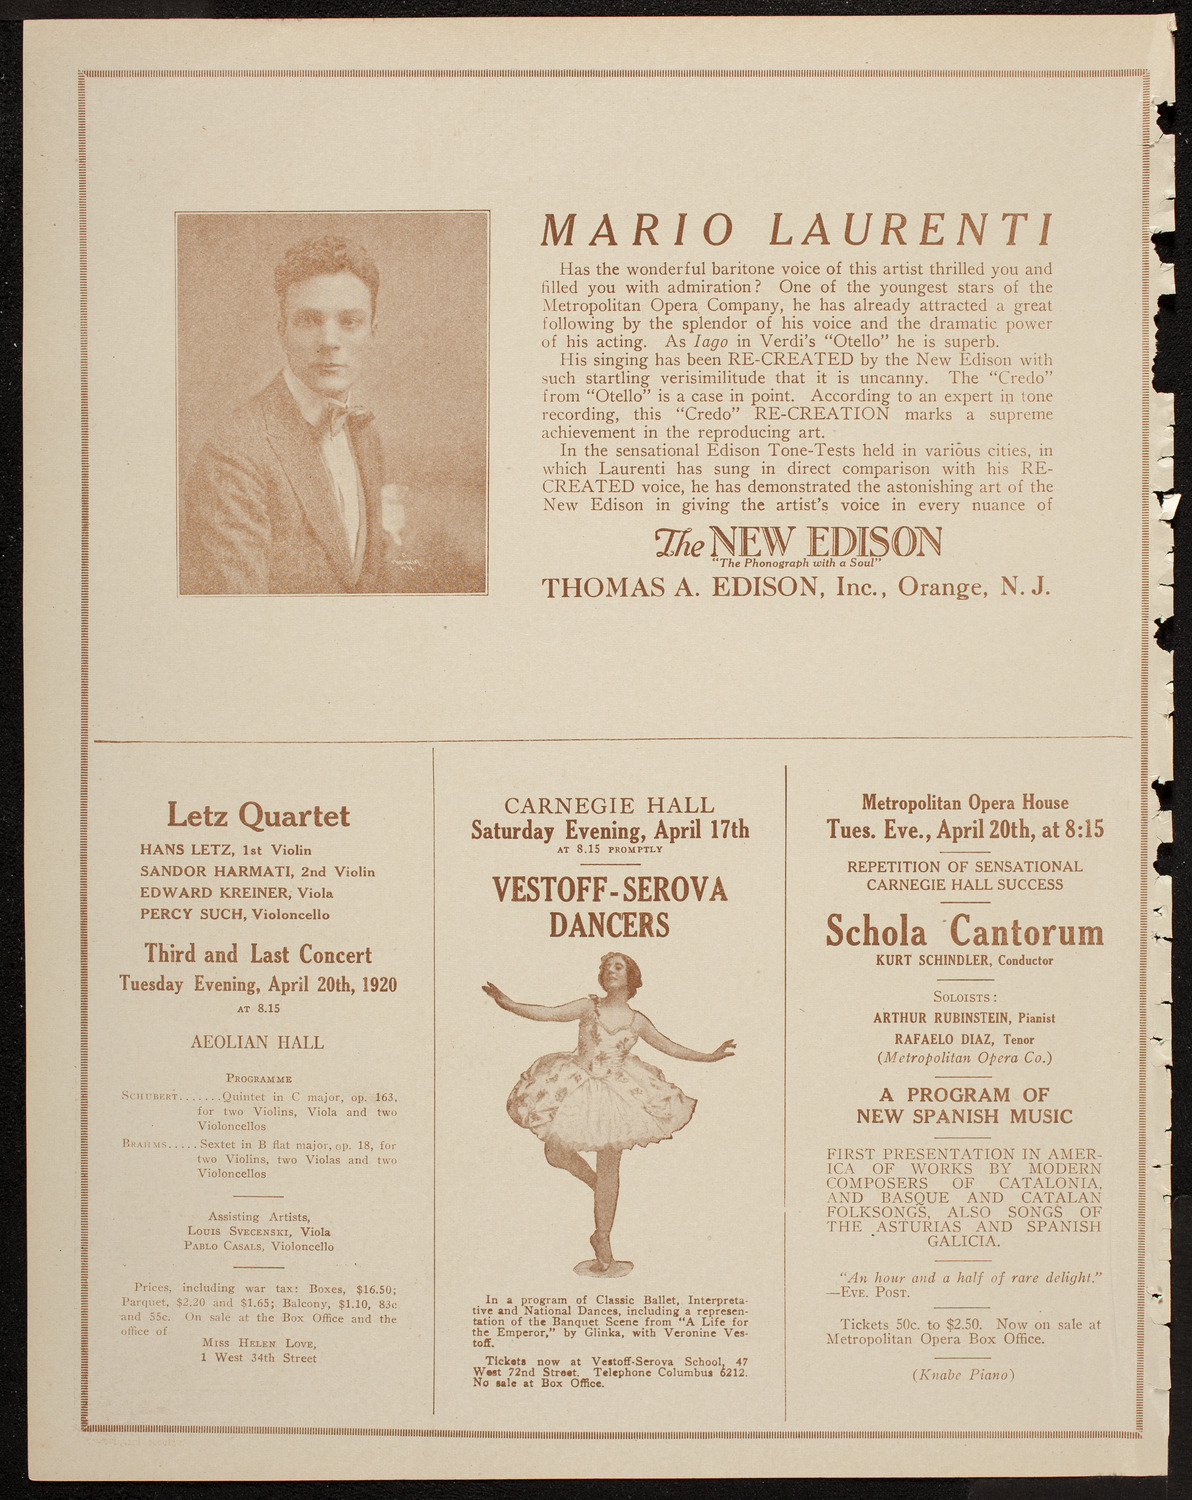 MARIO LAURENTI
Has the wonderful baritone voice of this artist thrilled you and
filled you with admiration? One of the youngest stars of the
Metropolitan Opera Company, he has already attracted a great
following by the splendor of his voice and the dramatic power
of his acting. As Iago in Verdi's "Otello" he is superb.
His singing has been RE-CREATED by the New Edison with
such startling verisimilitude that it is uncanny. The "Credo"
from "Otello" is a case in point. According to an expert in tone
recording, this "Credo" RE-CREATION marks a supreme
achievement in the reproducing art.
In the sensational Edison Tone-Tests held in various cities, in
which Laurenti has sung in direct comparison with his RE-
CREATED voice, he has demonstrated the astonishing art of the
New Edison in giving the artist's voice in every nuance of
The NEW EDISON
"The Phonograph with a Soul"
THOMAS A. EDISON, Inc., Orange, N. J.
Letz Quartet
HANS LETZ, 1st Violin
SANDOR HARMATI, 2nd Violin
EDWARD KREINER, Viola
PERCY SUCH, Violoncello
Third and Last Concert
Tuesday Evening, April 20th, 1920
AT 8.15
AEOLIAN HALL
PROGRAMME
SCHUBERT.......Quintet in C major, op. 163,
for two Violins, Viola and two
Violoncellos
BRAHMS.....Sextet in B flat major, op. 18, for
two Violins, two Violas and two
Violoncellos
Assisting Artists,
LOUIS SVECENSKI, Viola
PABLO CASALS, Violoncello
Prices, including war tax: Boxes, $16.50;
Parquet, $2.20 and $1.65; Balcony, $1.10, 83c
and 55c. On sale at the Box Office and the
office of
MISS HELEN LOVE,
1 West 34th Street
CARNEGIE HALL
Saturday Evening, April 17th
AT 8.15 PROMPTLY
VESTOFF-SEROVA
DANCERS
In a program of Classic Ballet, Interpreta-
tive and National Dances, including a represen-
tation of the Banquet Scene from "A Life for
the Emperor," by Glinka, with Veronine Ves-
toff.
Tickets now at Vestoff-Serova School, 47
West 72nd Street. Telephone Columbus 6212.
No sale at Box Office.
Metropolitan Opera House
Tues. Eve., April 20th, at 8:15
REPETITION OF SENSATIONAL
CARNEGIE HALL SUCCESS
Schola Cantorum
KURT SCHINDLER, Conductor
SOLOISTS:
ARTHUR RUBINSTEIN, Pianist
RAFAELO DIAZ, Tenor
(Metropolitan Opera Co.)
A PROGRAM OF
NEW SPANISH MUSIC
FIRST PRESENTATION IN AMER-
ICA OF WORKS BY MODERN
COMPOSERS OF CATALONIA,
AND BASQUE AND CATALAN
FOLKSONGS, ALSO SONGS OF
THE ASTURIAS AND SPANISH
GALICIA.
"An hour and a half of rare delight."
—EVE. POST.
Tickets 50c. to $2.50. Now on sale at
Metropolitan Opera Box Office.
(Knabe Piano)